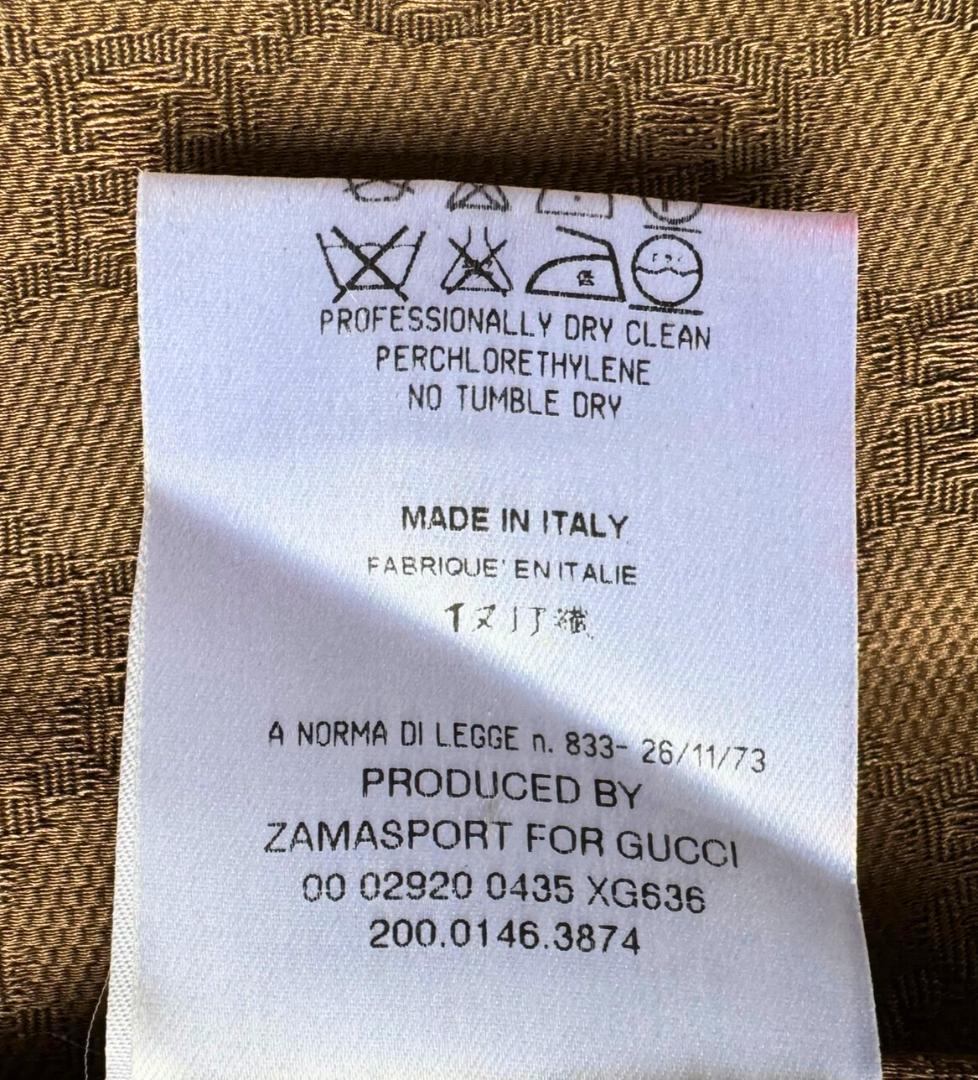 PROFESSIONALLY DRY CLEAN
PERCHLORETHYLENE
NO TUMBLE DRY
MADE IN ITALY
FABRIQUE' EN ITALIE
A NORMA DI LEGGE n. 833- 26/11/73
PRODUCED BY
ZAMASPORT FOR GUCCI
00 02920 0435 XG636
200.0146.3874